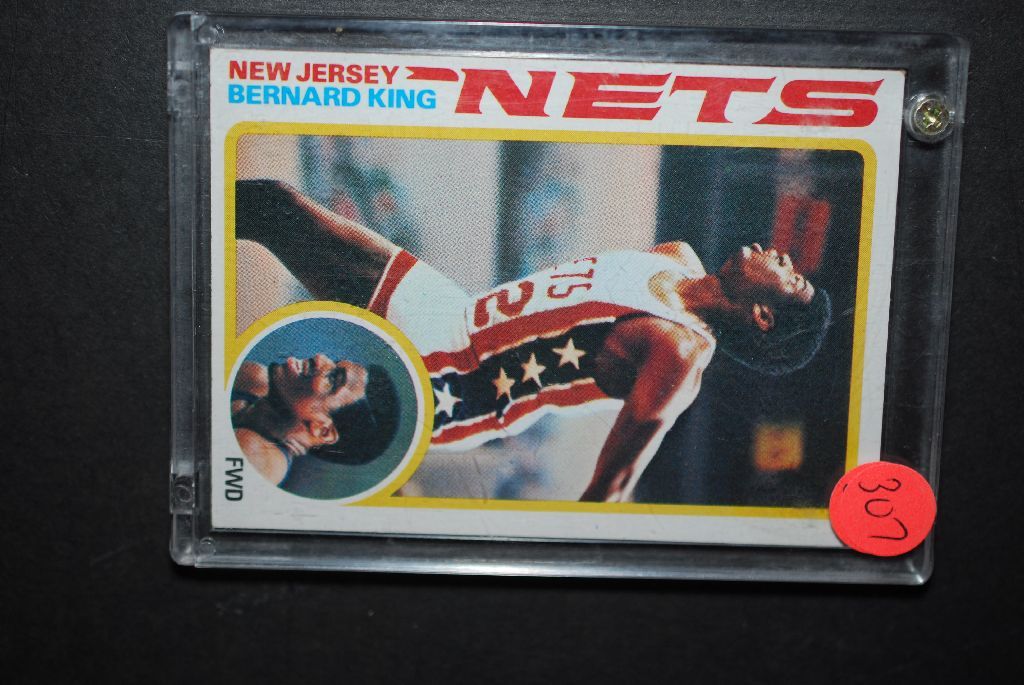 NEW JERSEY NETS
BERNARD KING
FWD
307